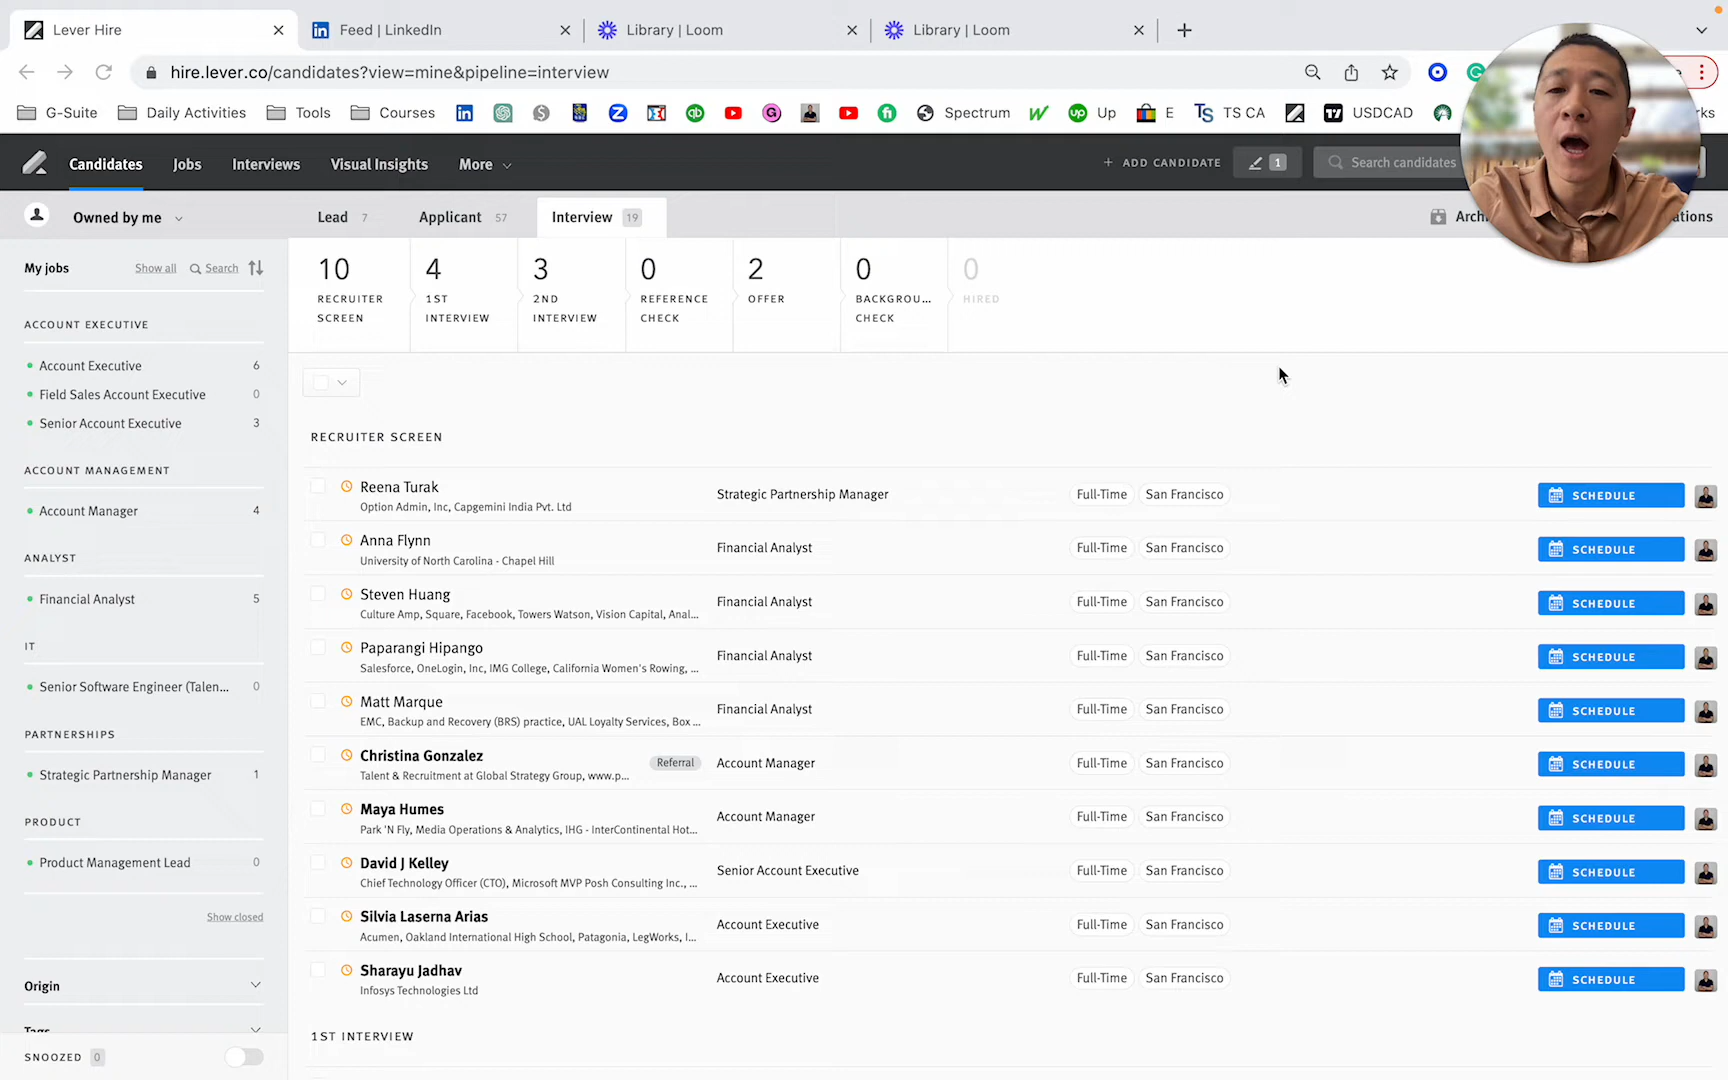 Lever Hire
Feed | LinkedIn
Library | Loom
Library | Loom
hire.lever.co/candidates?view=mine&pipeline=interview
G-Suite
Daily Activities
Tools
Courses
Spectrum
Up
E
TS CA
USDCAD
Candidates
Jobs
Interviews
Visual Insights
More
+ ADD CANDIDATE
1
Search candidates
Owned by me
Lead 7
Applicant 57
Interview 19
My jobs
Show all
Search
10
RECRUITER
SCREEN
4
1ST
INTERVIEW
3
2ND
INTERVIEW
0
REFERENCE
CHECK
2
OFFER
0
BACKGROU...
CHECK
0
HIRED
ACCOUNT EXECUTIVE
Account Executive 6
Field Sales Account Executive 0
Senior Account Executive 3
ACCOUNT MANAGEMENT
Account Manager 4
ANALYST
Financial Analyst 5
IT
Senior Software Engineer (Talen... 0
PARTNERSHIPS
Strategic Partnership Manager 1
PRODUCT
Product Management Lead 0
Show closed
Origin
Tags
SNOOZED 0
RECRUITER SCREEN
Reena Turak
Option Admin, Inc, Capgemini India Pvt. Ltd
Strategic Partnership Manager
Full-Time
San Francisco
SCHEDULE
Anna Flynn
University of North Carolina - Chapel Hill
Financial Analyst
Full-Time
San Francisco
SCHEDULE
Steven Huang
Culture Amp, Square, Facebook, Towers Watson, Vision Capital, Anal...
Financial Analyst
Full-Time
San Francisco
SCHEDULE
Paparangi Hipango
Salesforce, OneLogin, Inc, IMG College, California Women's Rowing, ...
Financial Analyst
Full-Time
San Francisco
SCHEDULE
Matt Marque
EMC, Backup and Recovery (BRS) practice, UAL Loyalty Services, Box ...
Financial Analyst
Full-Time
San Francisco
SCHEDULE
Christina Gonzalez
Talent & Recruitment at Global Strategy Group, www.p...
Referral
Account Manager
Full-Time
San Francisco
SCHEDULE
Maya Humes
Park 'N Fly, Media Operations & Analytics, IHG - InterContinental Hot...
Account Manager
Full-Time
San Francisco
SCHEDULE
David J Kelley
Chief Technology Officer (CTO), Microsoft MVP Posh Consulting Inc., ...
Senior Account Executive
Full-Time
San Francisco
SCHEDULE
Silvia Laserna Arias
Acumen, Oakland International High School, Patagonia, LegWorks, I...
Account Executive
Full-Time
San Francisco
SCHEDULE
Sharayu Jadhav
Infosys Technologies Ltd
Account Executive
Full-Time
San Francisco
SCHEDULE
1ST INTERVIEW